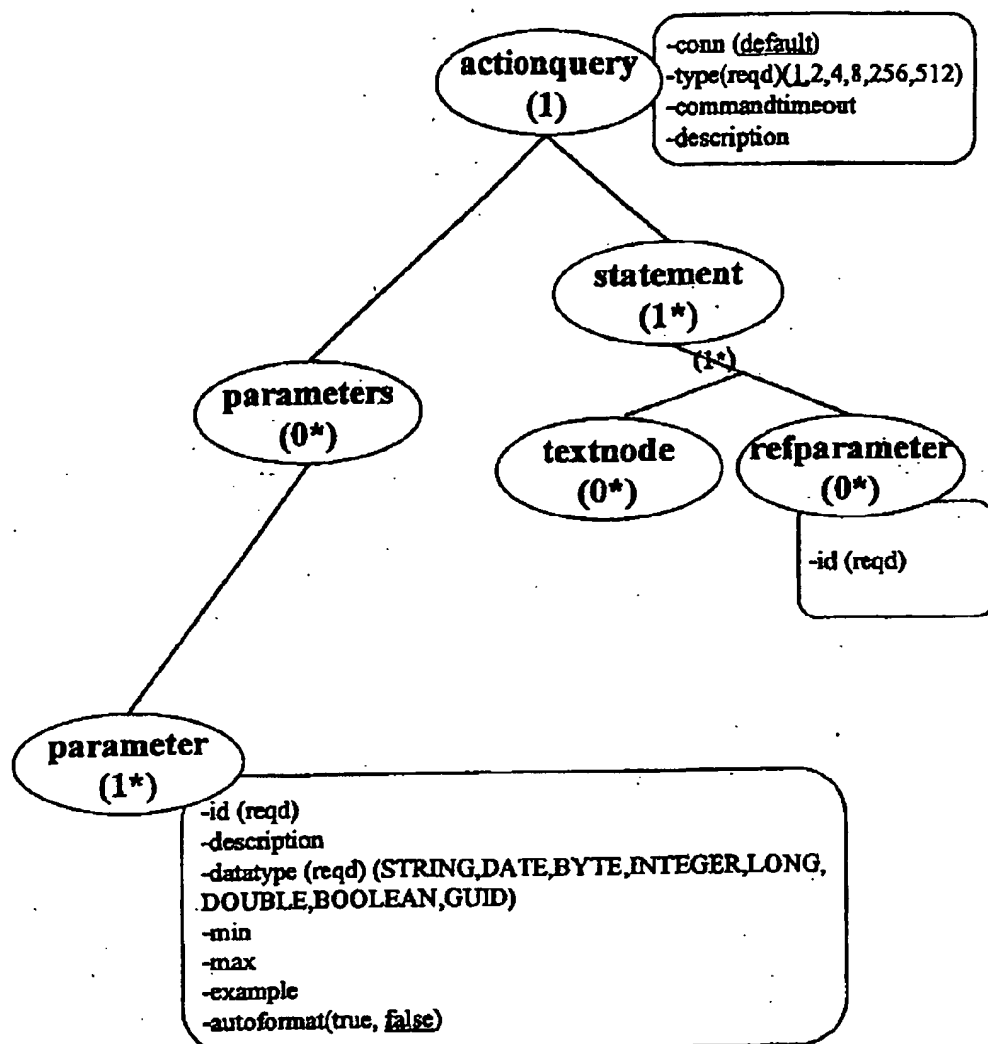 actionquery
(1)
-conn (default)
-type(reqd)(1,2,4,8,256,512)
-commandtimeout
-description
statement
(1*)
(1*)
parameters
(0*)
textnode
(0*)
refparameter
(0*)
-id (reqd)
parameter
(1*)
-id (reqd)
-description
-datatype (reqd) (STRING,DATE,BYTE,INTEGER,LONG,
DOUBLE,BOOLEAN,GUID)
-min
-max
-example
-autoformat(true, false)